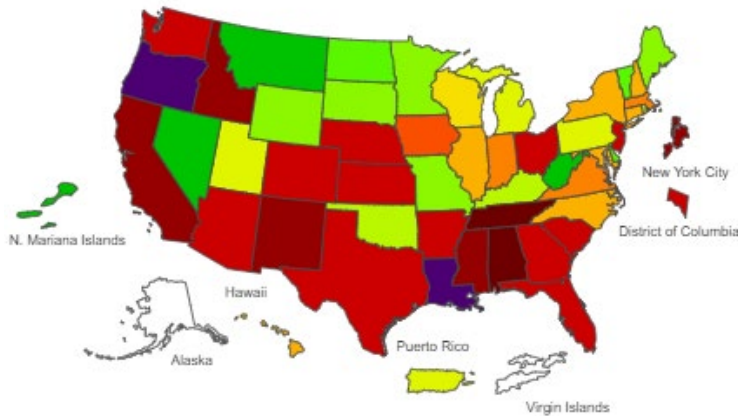 New York City
District of Columbia
N. Mariana Islands
Hawaii
Alaska
Puerto Rico
Virgin Islands